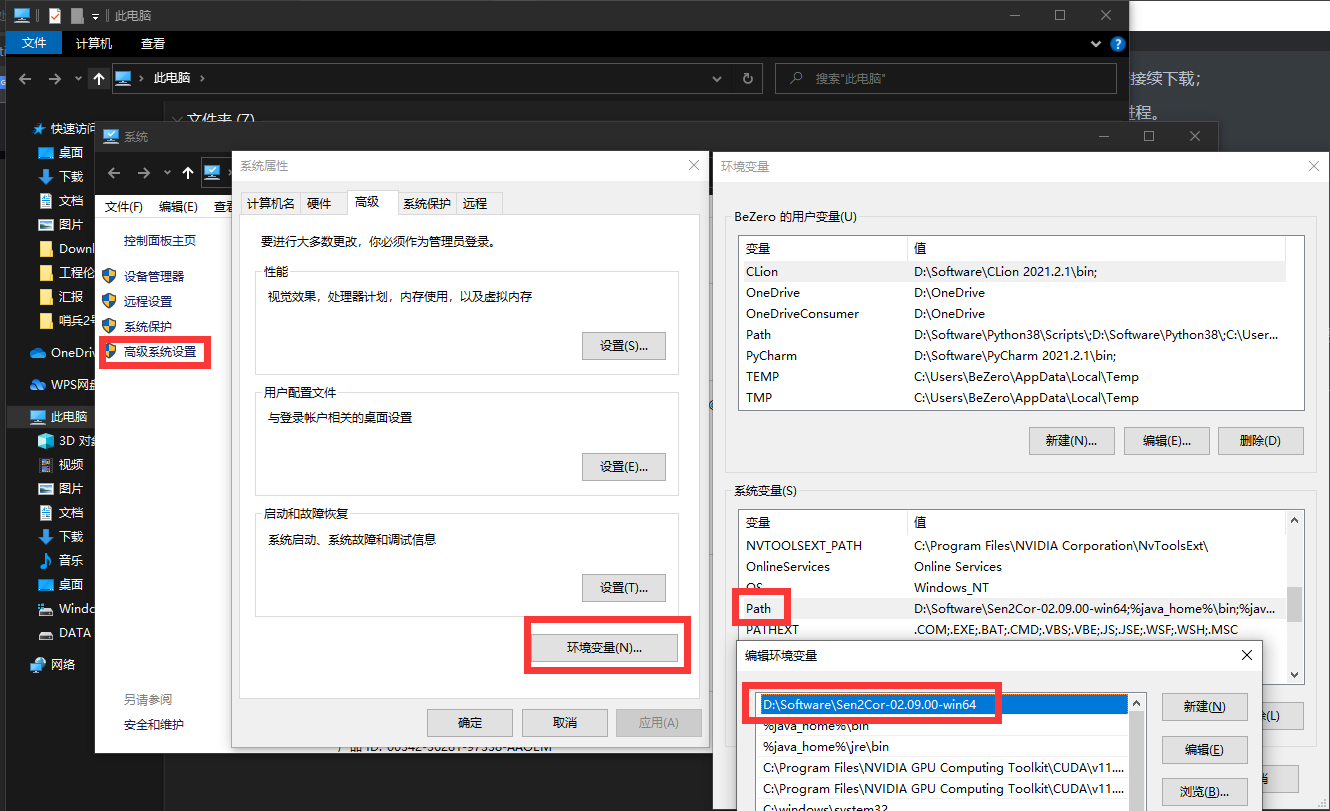 此电脑
文件 计算机 查看
此电脑
搜索"此电脑"
接续下载；
进程。
文件夹 (7)
快速访问
桌面
下载
文档
图片
Downl
工程伦
汇报
哨兵2号
OneDriv
WPS网盘
此电脑
3D 对象
视频
图片
文档
下载
音乐
桌面
Windo
DATA
网络
系统
文件(F) 编辑(E) 查看
控制面板主页
设备管理器
远程设置
系统保护
高级系统设置
另请参阅
安全和维护
系统属性
计算机名 硬件 高级 系统保护 远程
要进行大多数更改，你必须作为管理员登录。
性能
视觉效果，处理器计划，内存使用，以及虚拟内存
设置(S)...
用户配置文件
与登录帐户相关的桌面设置
设置(E)...
启动和故障恢复
系统启动、系统故障和调试信息
设置(T)...
环境变量(N)...
确定 取消 应用(A)
环境变量
BeZero 的用户变量(U)
变量 值
CLion D:\Software\CLion 2021.2.1\bin;
OneDrive D:\OneDrive
OneDriveConsumer D:\OneDrive
Path D:\Software\Python38\Scripts\;D:\Software\Python38\;C:\User...
PyCharm D:\Software\PyCharm 2021.2.1\bin;
TEMP C:\Users\BeZero\AppData\Local\Temp
TMP C:\Users\BeZero\AppData\Local\Temp
新建(N)... 编辑(E)... 删除(D)
系统变量(S)
变量 值
NVTOOLSEXT_PATH C:\Program Files\NVIDIA Corporation\NvToolsExt\
OnlineServices Online Services
OS Windows_NT
Path D:\Software\Sen2Cor-02.09.00-win64;%java_home%\bin;%jav...
PATHEXT .COM;.EXE;.BAT;.CMD;.VBS;.VBE;.JS;.JSE;.WSF;.WSH;.MSC
编辑环境变量
D:\Software\Sen2Cor-02.09.00-win64
%java_home%\bin
%java_home%\jre\bin
C:\Program Files\NVIDIA GPU Computing Toolkit\CUDA\v11....
C:\Program Files\NVIDIA GPU Computing Toolkit\CUDA\v11....
C:\windows\system32
新建(N)
编辑(E)
浏览(B)...
(L)
消